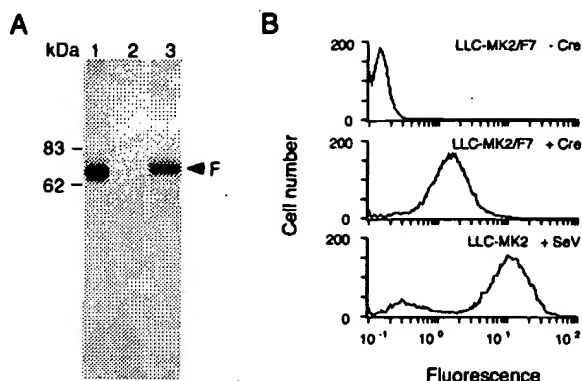 A
kDa 1 2 3
83
62
F
B
Cell number
200
0
LLC-MK2/F7 - Cre
200
0
LLC-MK2/F7 + Cre
200
0
LLC-MK2 + SeV
10-1 100 101 102
Fluorescence